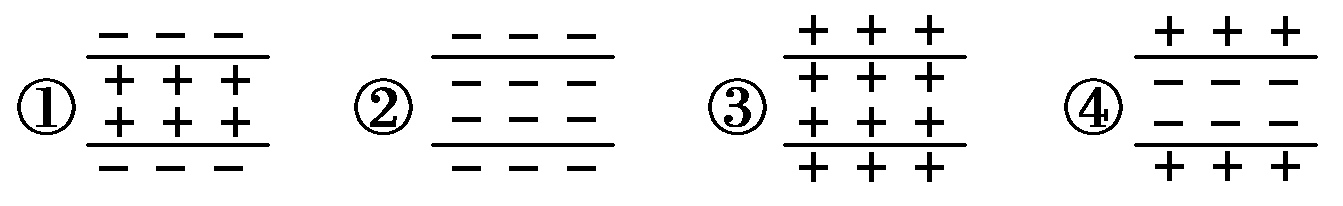 ① − − −
+ + +
+ + +
− − −
② − − −
− − −
− − −
− − −
③ + + +
+ + +
+ + +
+ + +
④ + + +
− − −
− − −
+ + +